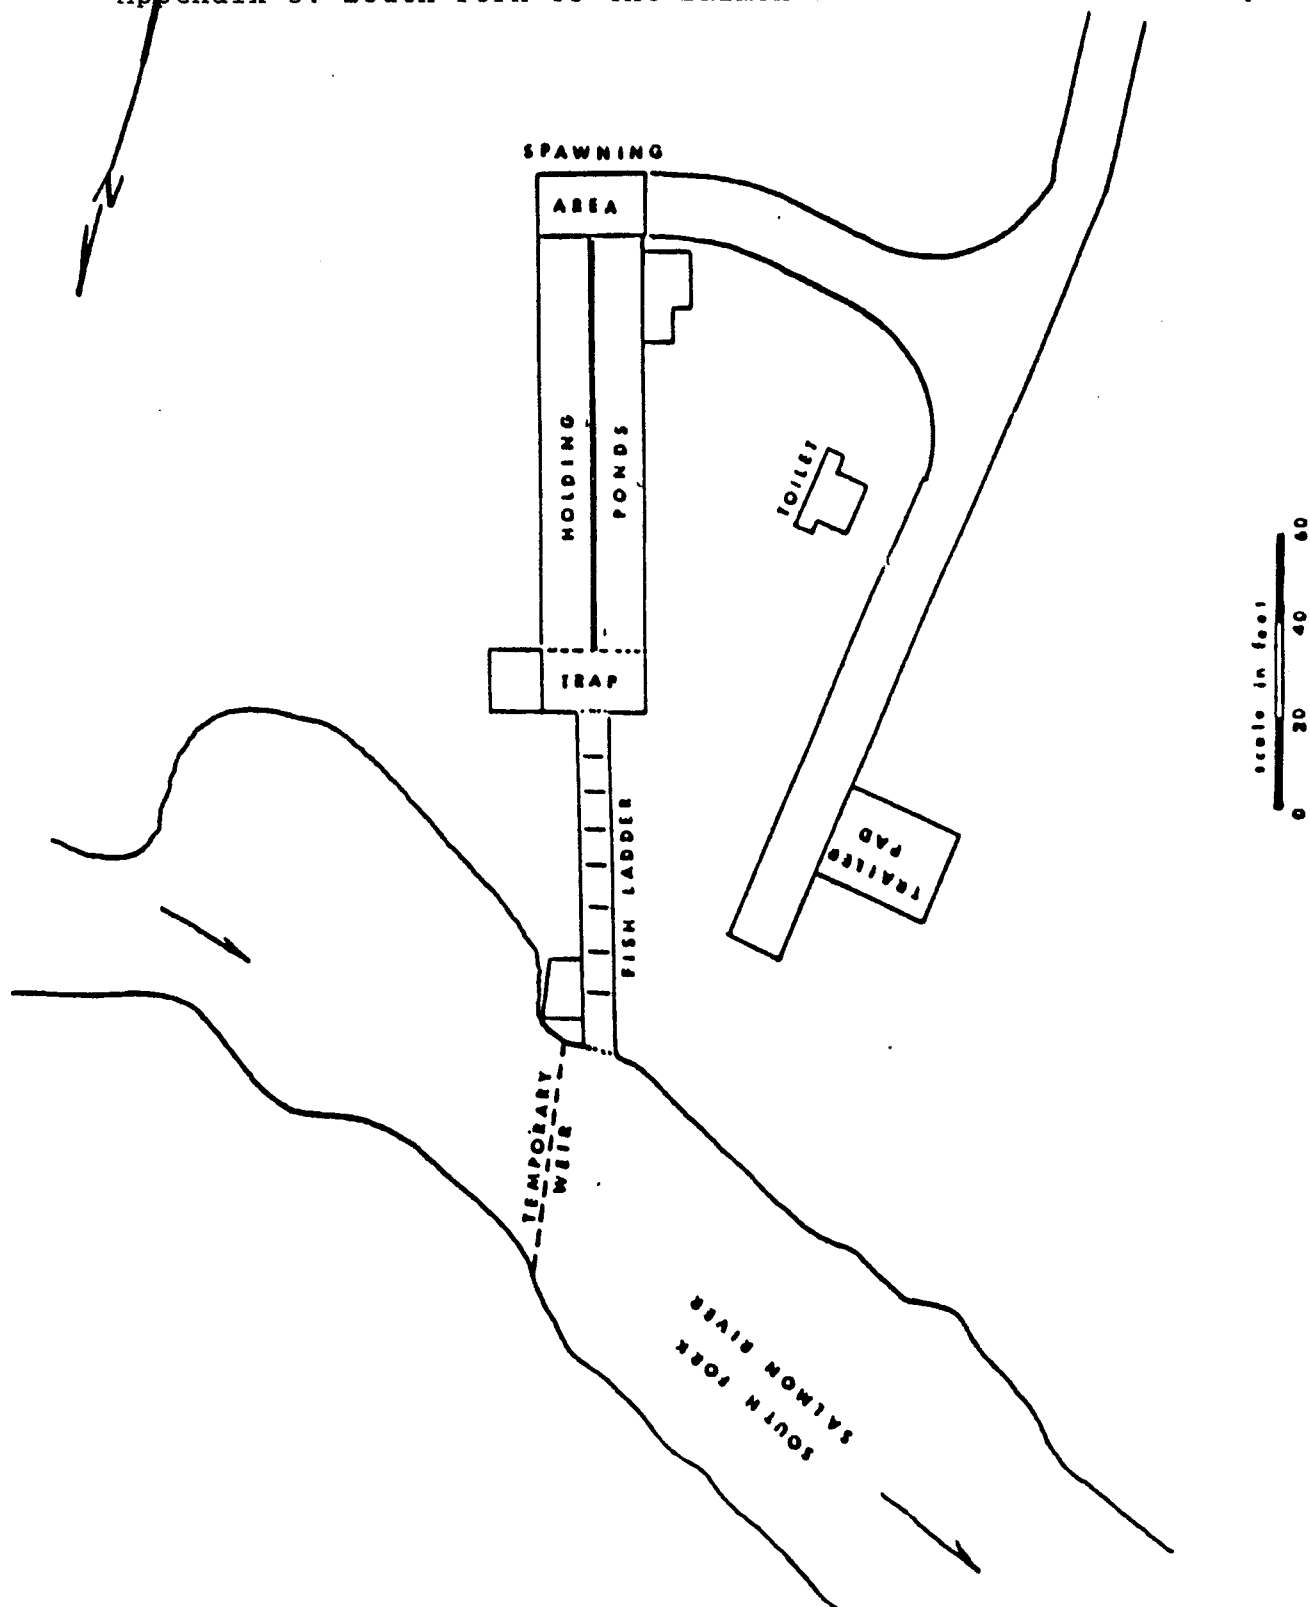 SPAWNING
AREA
HOLDING
PONDS
TOILET
TRAP
FISH LADDER
TRAILER
PAD
TEMPORARY
WEIR
SOUTH FORK
SALMON RIVER
scale in feet
0 20 40 60
N